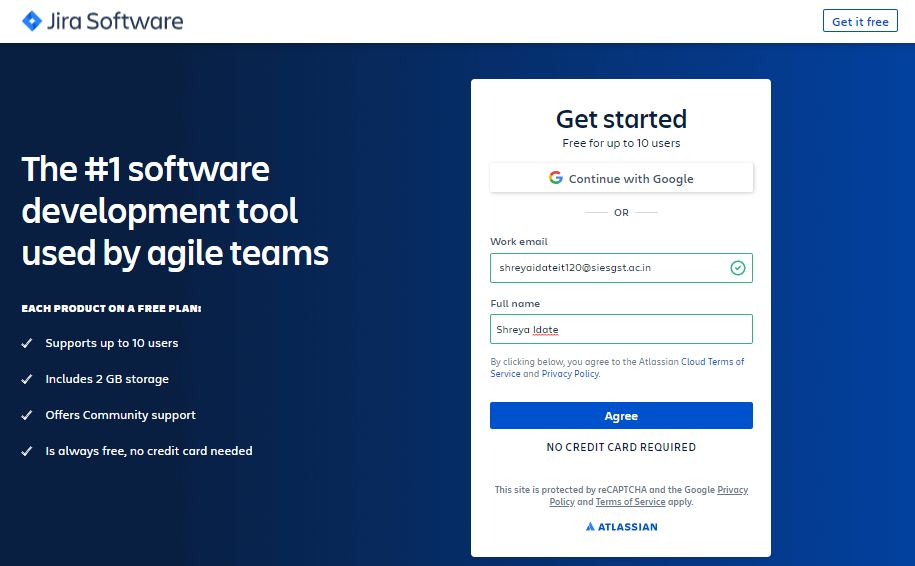 Jira Software
Get it free
The #1 software
development tool
used by agile teams
EACH PRODUCT ON A FREE PLAN:
Supports up to 10 users
Includes 2 GB storage
Offers Community support
Is always free, no credit card needed
Get started
Free for up to 10 users
Continue with Google
OR
Work email
shreyaidateit120@siesgst.ac.in
Full name
Shreya Idate
By clicking below, you agree to the Atlassian Cloud Terms of
Service and Privacy Policy.
Agree
NO CREDIT CARD REQUIRED
This site is protected by reCAPTCHA and the Google Privacy
Policy and Terms of Service apply.
ATLASSIAN